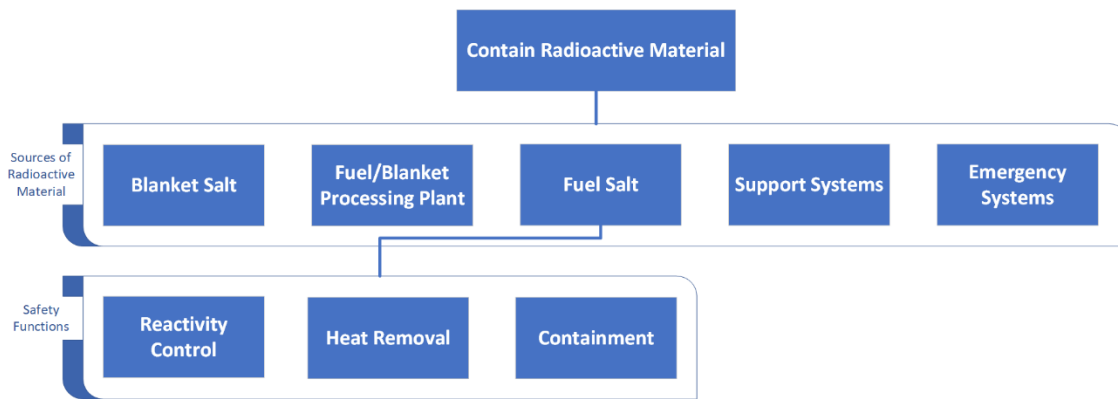 Contain Radioactive Material
Sources of
Radioactive
Material
Blanket Salt
Fuel/Blanket
Processing Plant
Fuel Salt
Support Systems
Emergency
Systems
Safety
Functions
Reactivity
Control
Heat Removal
Containment